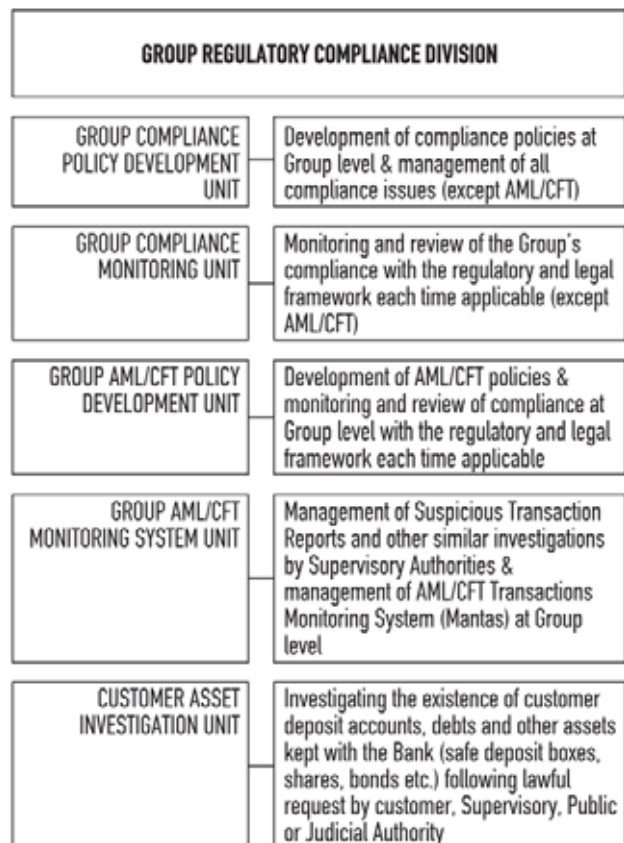 GROUP REGULATORY COMPLIANCE DIVISION
GROUP COMPLIANCE
POLICY DEVELOPMENT
UNIT
Development of compliance policies at
Group level & management of all
compliance issues (except AML/CFT)
GROUP COMPLIANCE
MONITORING UNIT
Monitoring and review of the Group's
compliance with the regulatory and legal
framework each time applicable (except
AML/CFT)
GROUP AML/CFT POLICY
DEVELOPMENT UNIT
Development of AML/CFT policies &
monitoring and review of compliance at
Group level with the regulatory and legal
framework each time applicable
GROUP AML/CFT
MONITORING SYSTEM UNIT
Management of Suspicious Transaction
Reports and other similar investigations
by Supervisory Authorities &
management of AML/CFT Transactions
Monitoring System (Mantas) at Group
level
CUSTOMER ASSET
INVESTIGATION UNIT
Investigating the existence of customer
deposit accounts, debts and other assets
kept with the Bank (safe deposit boxes,
shares, bonds etc.) following lawful
request by customer, Supervisory, Public
or Judicial Authority